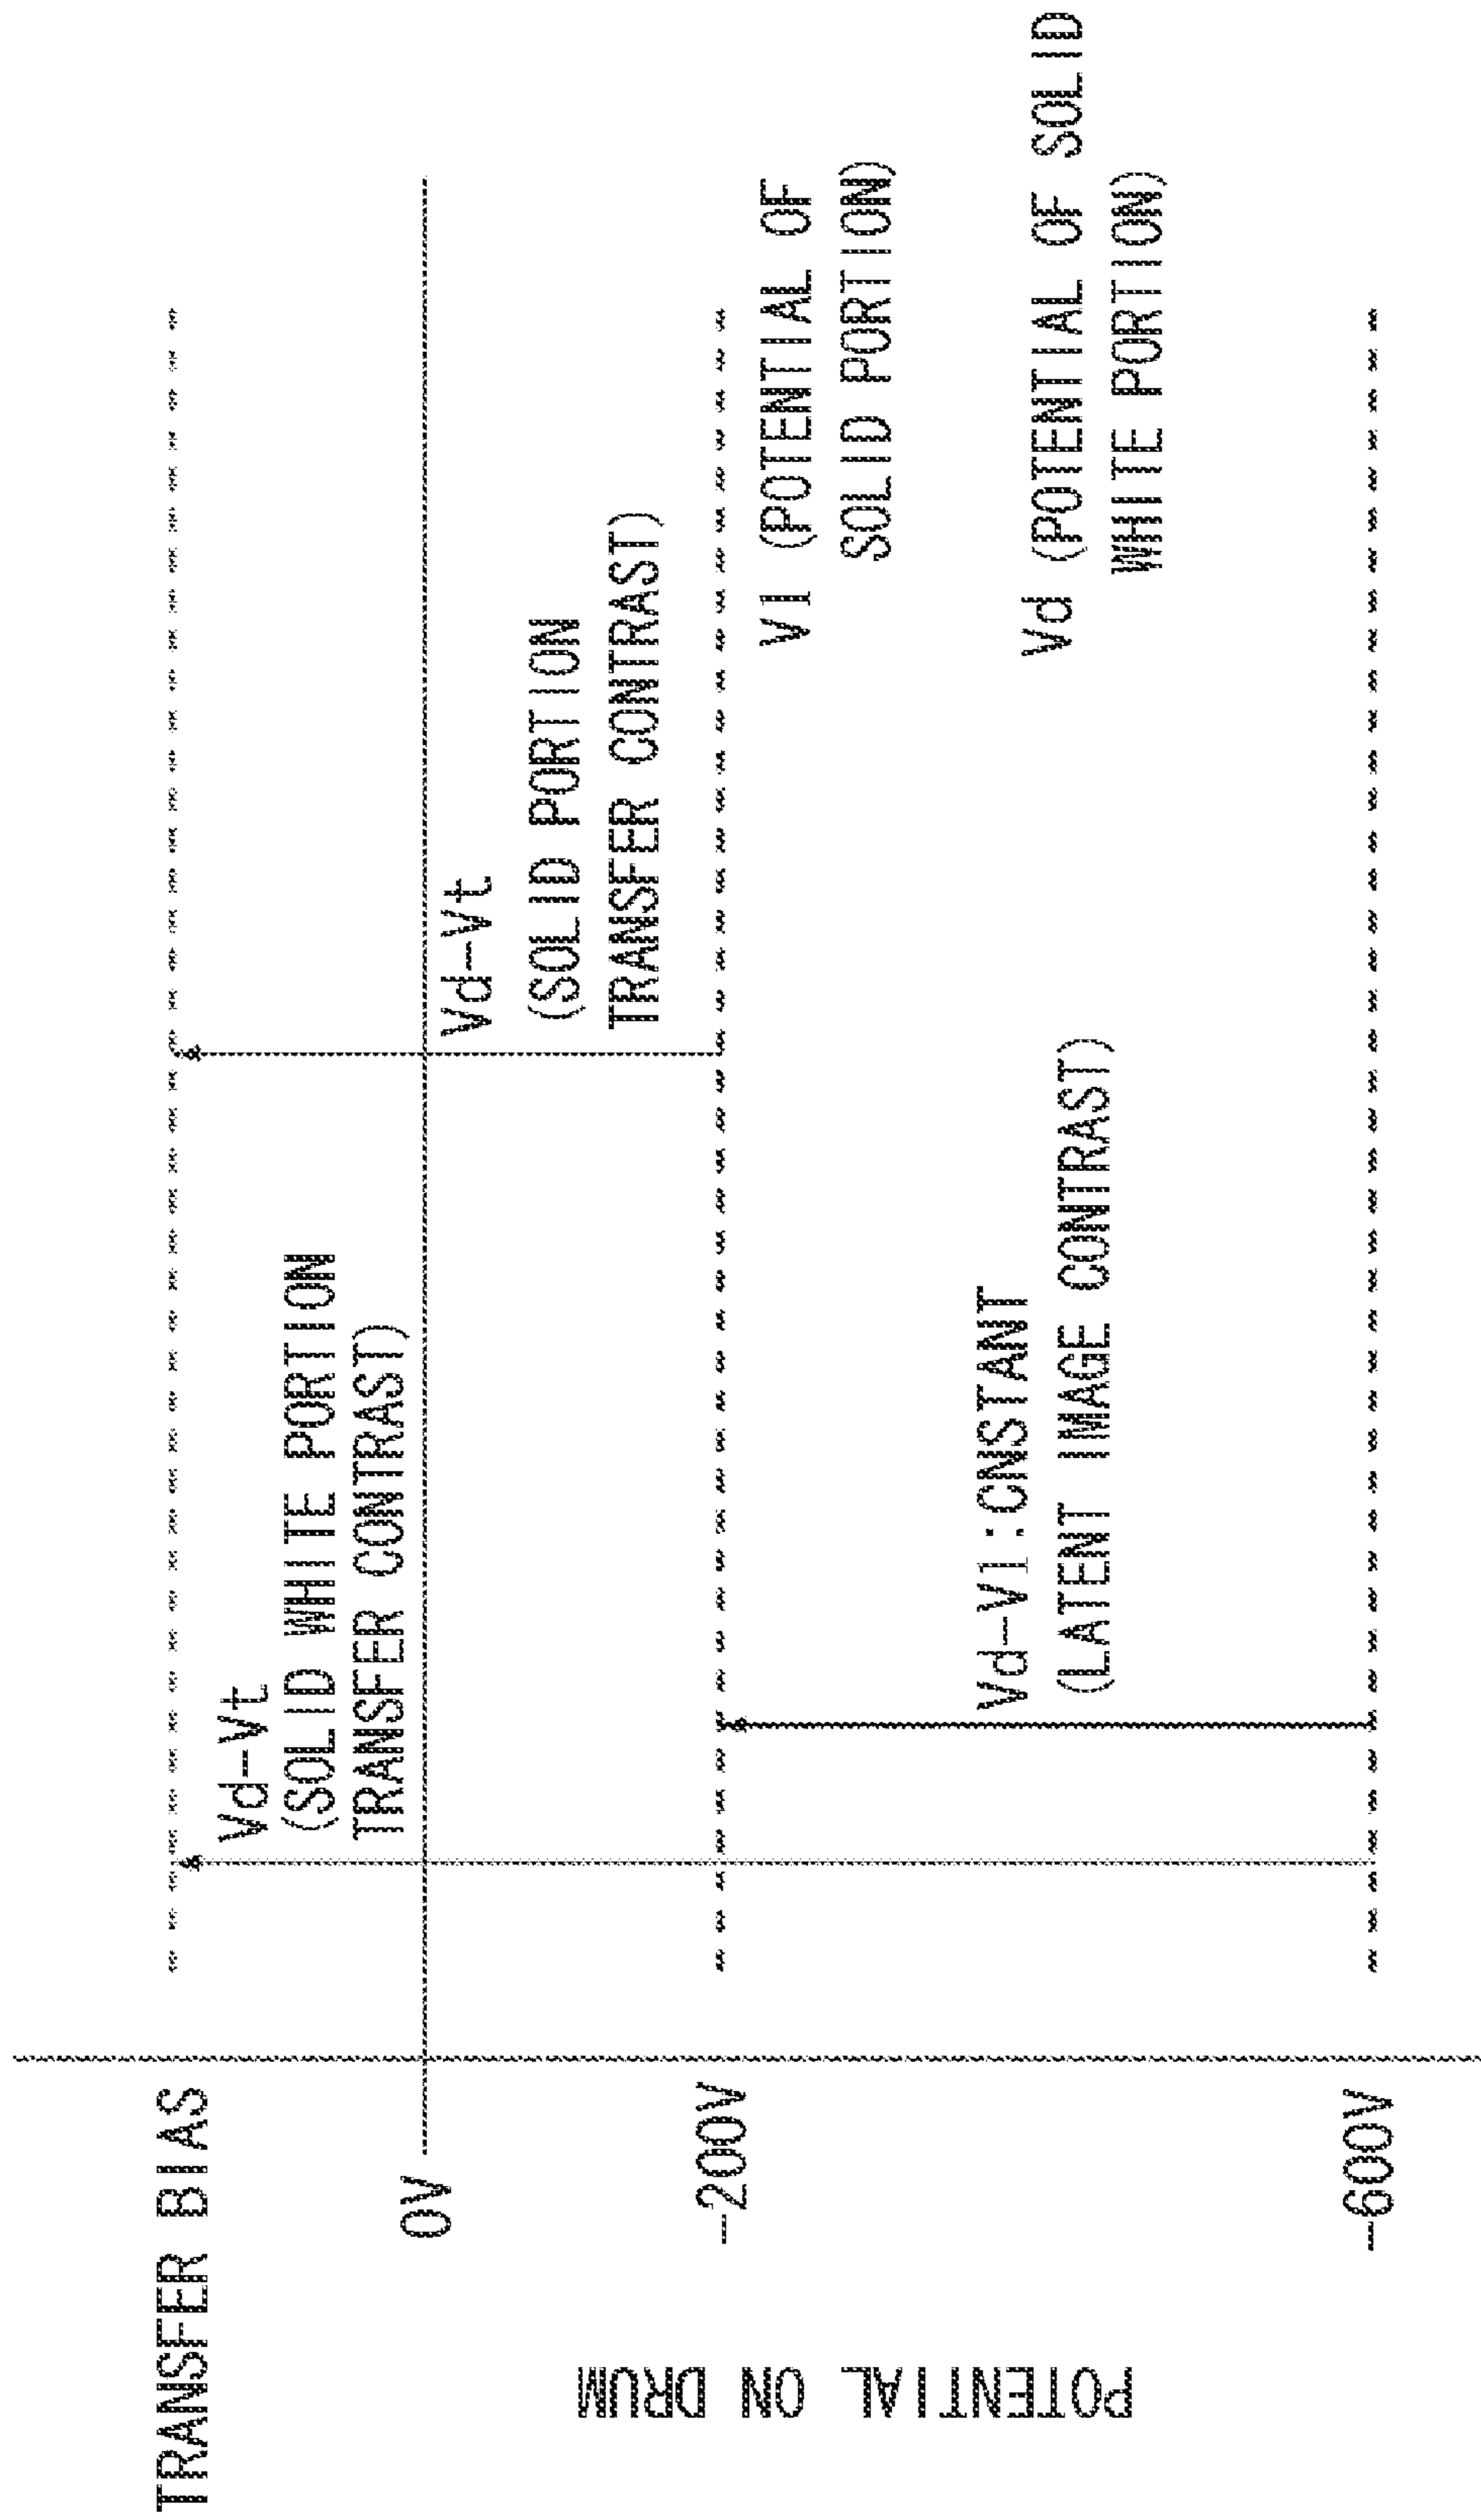 TRANSFER BIAS
Vd-Vt
(SOLID WHITE PORTION
TRANSFER CONTRAST)
0V
Vd-Vt
(SOLID PORTION
TRANSFER CONTRAST)
-200V
Vl (POTENTIAL OF
SOLID PORTION)
Vd-Vl:CNSTANT
(LATENT IMAGE CONTRAST)
Vd (POTENTIAL OF SOLID
WHITE PORTION)
-600V
POTENTIAL ON DRUM